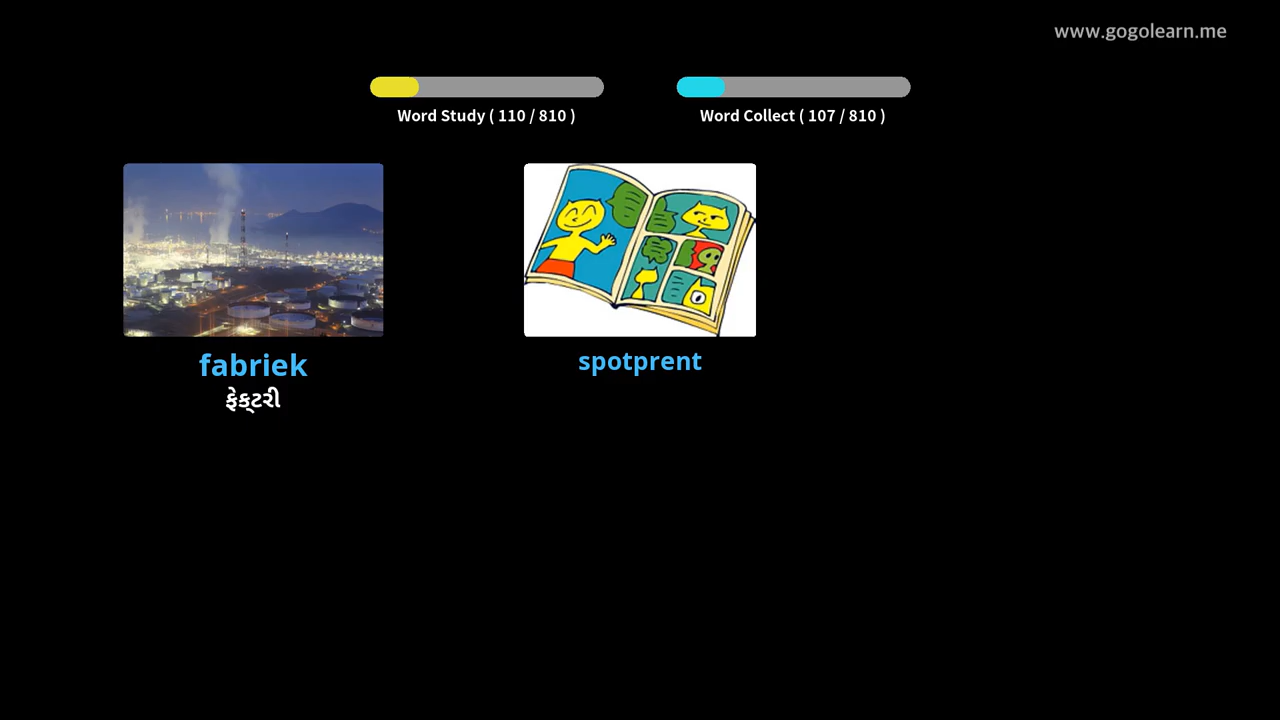 www.gogolearn.me
Word Study ( 110 / 810 )
Word Collect ( 107 / 810 )
fabriek
ફેક્ટરી
spotprent